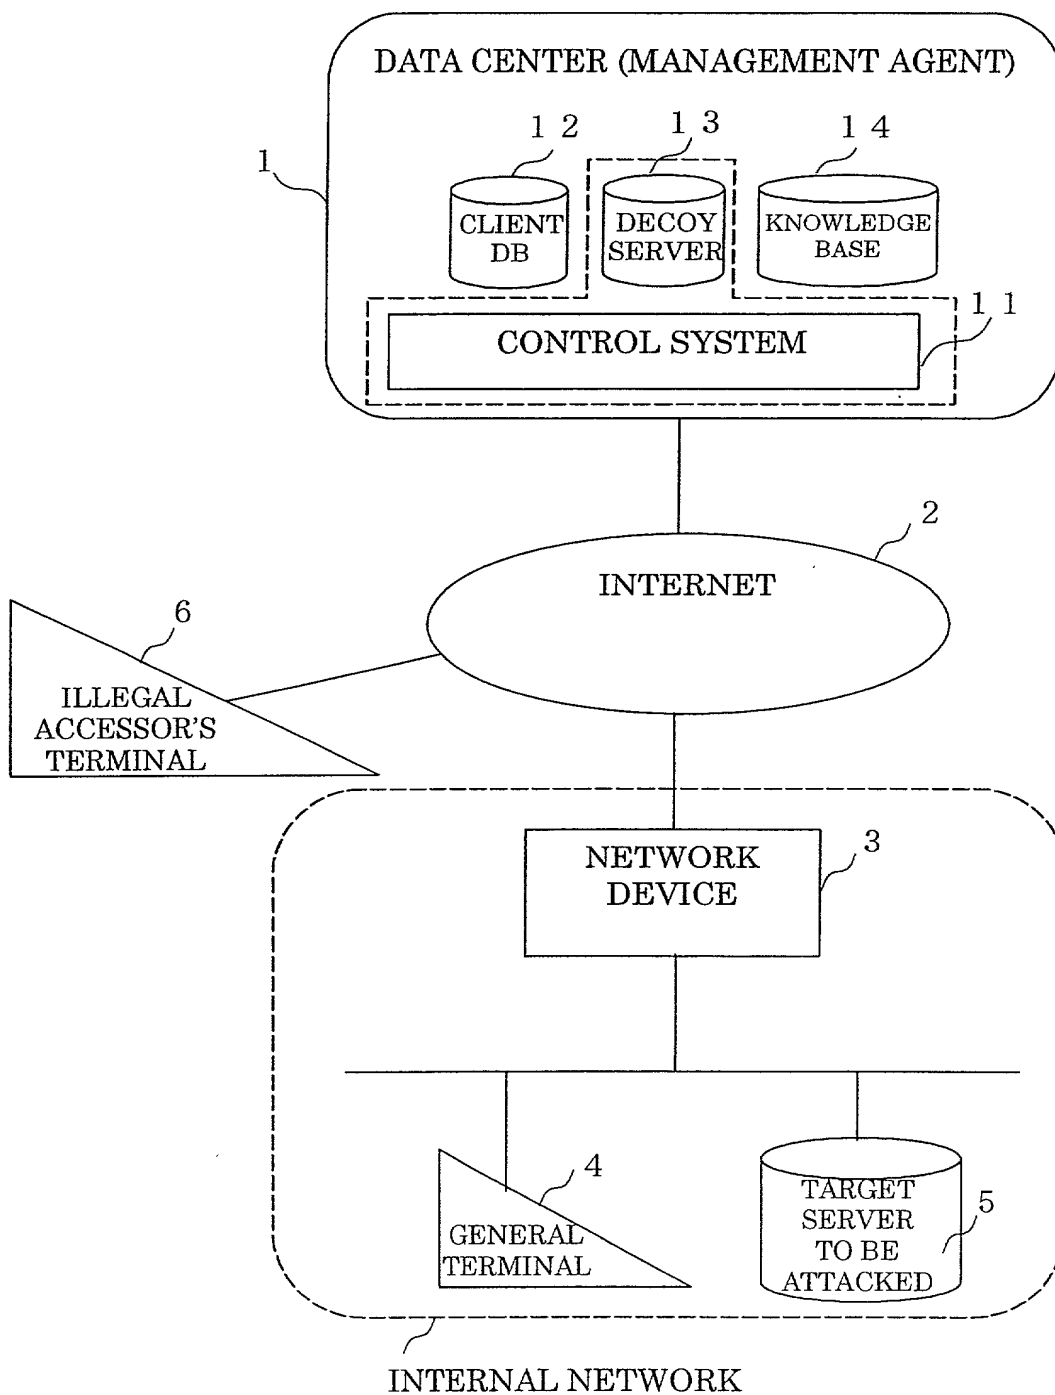 DATA CENTER (MANAGEMENT AGENT)
1 2
1 3
1 4
1
CLIENT
DB
DECOY
SERVER
KNOWLEDGE
BASE
1 1
CONTROL SYSTEM
2
INTERNET
6
ILLEGAL
ACCESSOR'S
TERMINAL
NETWORK
DEVICE
3
4
GENERAL
TERMINAL
TARGET
SERVER
TO BE
ATTACKED
5
INTERNAL NETWORK